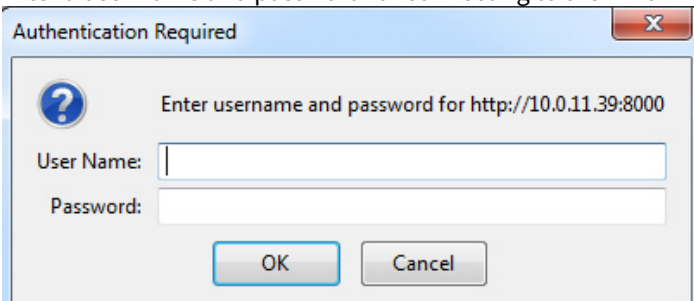 Authentication Required
Enter username and password for http://10.0.11.39:8000
User Name:
Password:
OK
Cancel